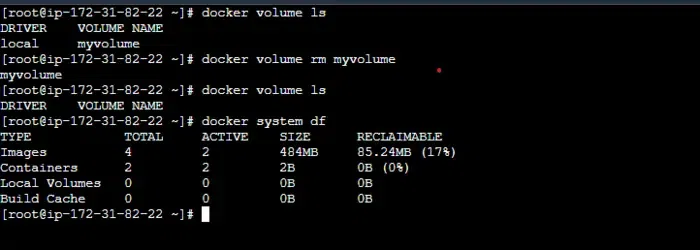 [root@ip-172-31-82-22 ~]# docker volume ls
DRIVER    VOLUME NAME
local     myvolume
[root@ip-172-31-82-22 ~]# docker volume rm myvolume
myvolume
[root@ip-172-31-82-22 ~]# docker volume ls
DRIVER    VOLUME NAME
[root@ip-172-31-82-22 ~]# docker system df
TYPE            TOTAL     ACTIVE    SIZE      RECLAIMABLE
Images          4         2         484MB     85.24MB (17%)
Containers      2         2         2B        0B (0%)
Local Volumes   0         0         0B        0B
Build Cache     0         0         0B        0B
[root@ip-172-31-82-22 ~]#